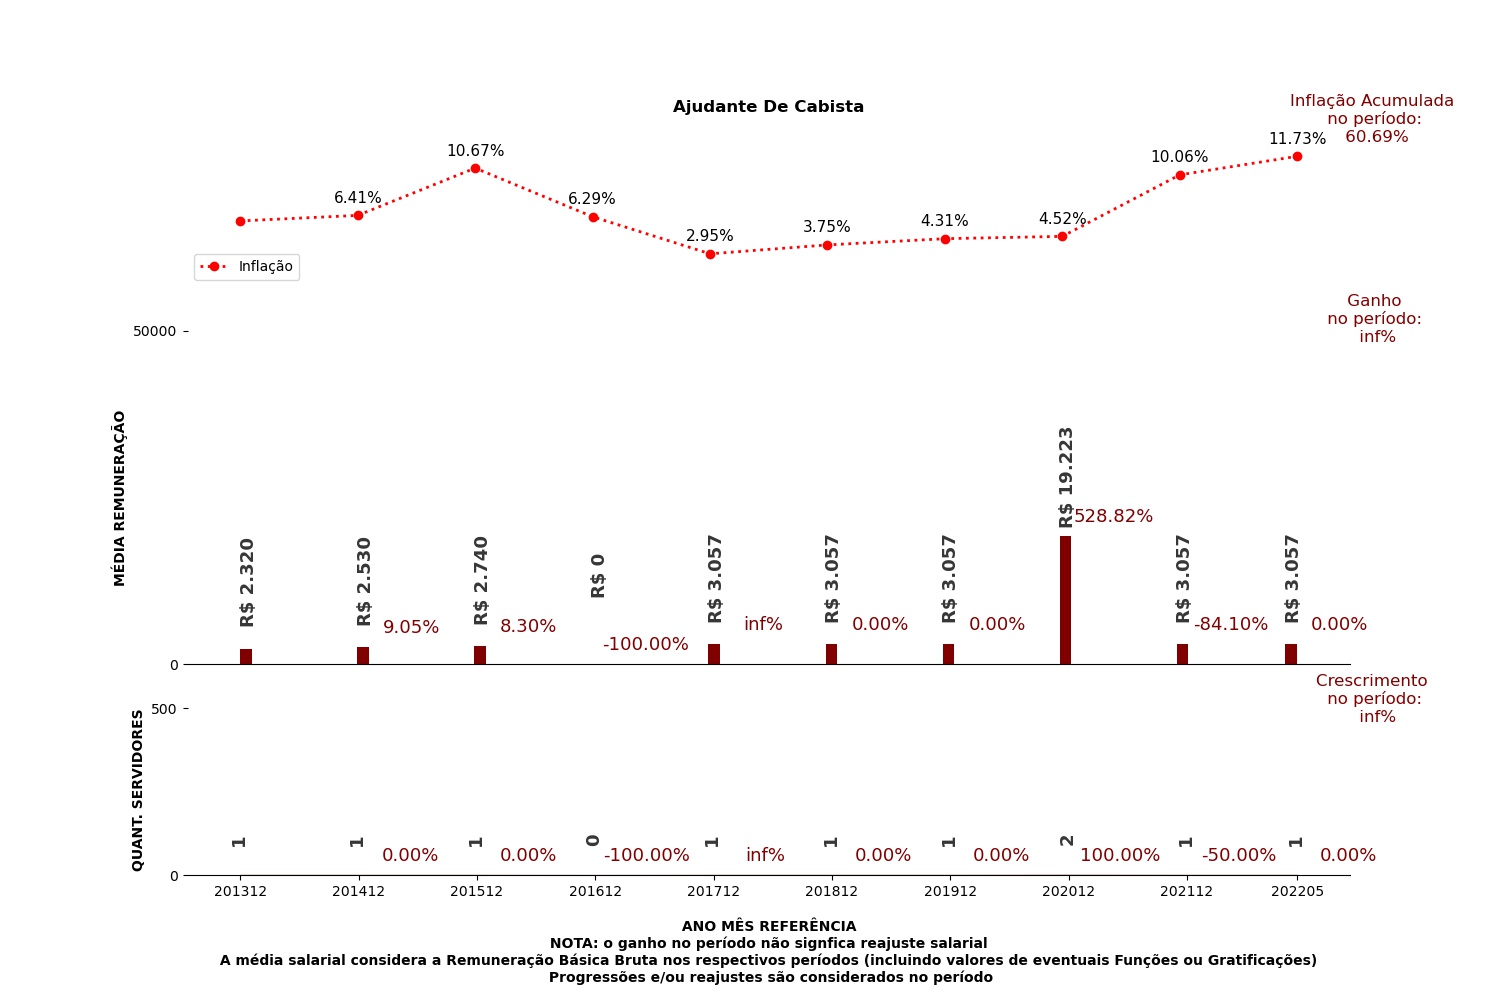 Ajudante De Cabista
Inflação Acumulada
no período:
60.69%
6.41%
10.67%
6.29%
2.95%
3.75%
4.31%
4.52%
10.06%
11.73%
Inflação
Ganho
no período:
inf%
50000
0
MÉDIA REMUNERAÇÃO
R$ 2.320
R$ 2.530
R$ 2.740
R$ 0
R$ 3.057
R$ 3.057
R$ 3.057
R$ 19.223
R$ 3.057
R$ 3.057
9.05%
8.30%
-100.00%
inf%
0.00%
0.00%
528.82%
-84.10%
0.00%
Crescrimento
no período:
inf%
500
0
QUANT. SERVIDORES
1
1
1
0
1
1
1
2
1
1
0.00%
0.00%
-100.00%
inf%
0.00%
0.00%
100.00%
-50.00%
0.00%
201312
201412
201512
201612
201712
201812
201912
202012
202112
202205
ANO MÊS REFERÊNCIA
NOTA: o ganho no período não signfica reajuste salarial
A média salarial considera a Remuneração Básica Bruta nos respectivos períodos (incluindo valores de eventuais Funções ou Gratificações)
Progressões e/ou reajustes são considerados no período